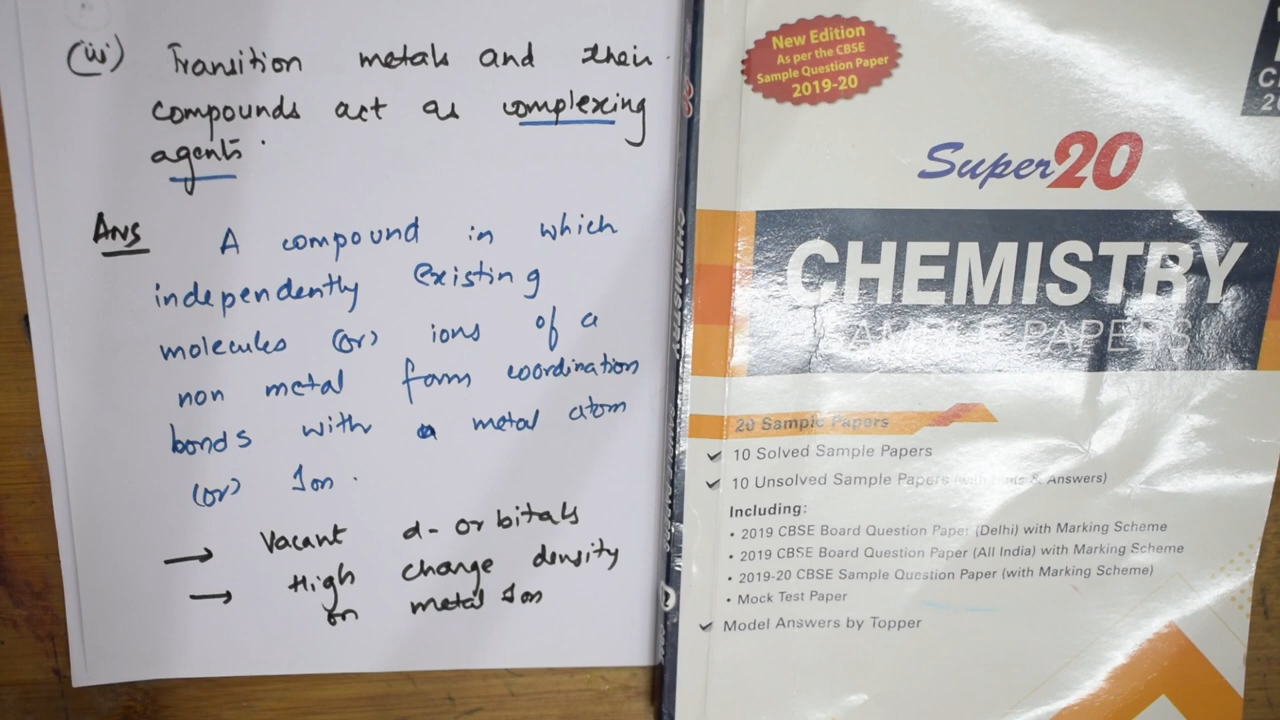 (iii) Transition metals and their
compounds act as complexing
agents.
Ans A compound in which
independently existing
molecules (or) ions of a
non metal form coordination
bonds with a metal atom
(or) Ion.
→ Vacant d-orbitals
→ High change density
on metal Ion
New Edition
As per the CBSE
Sample Question Paper
2019-20
Super20
CHEMISTRY
SAMPLE PAPERS
20 Sample Papers
✓ 10 Solved Sample Papers
✓ 10 Unsolved Sample Papers (with Hints & Answers)
Including:
• 2019 CBSE Board Question Paper (Delhi) with Marking Scheme
• 2019 CBSE Board Question Paper (All India) with Marking Scheme
• 2019-20 CBSE Sample Question Paper (with Marking Scheme)
• Mock Test Paper
✓ Model Answers by Topper